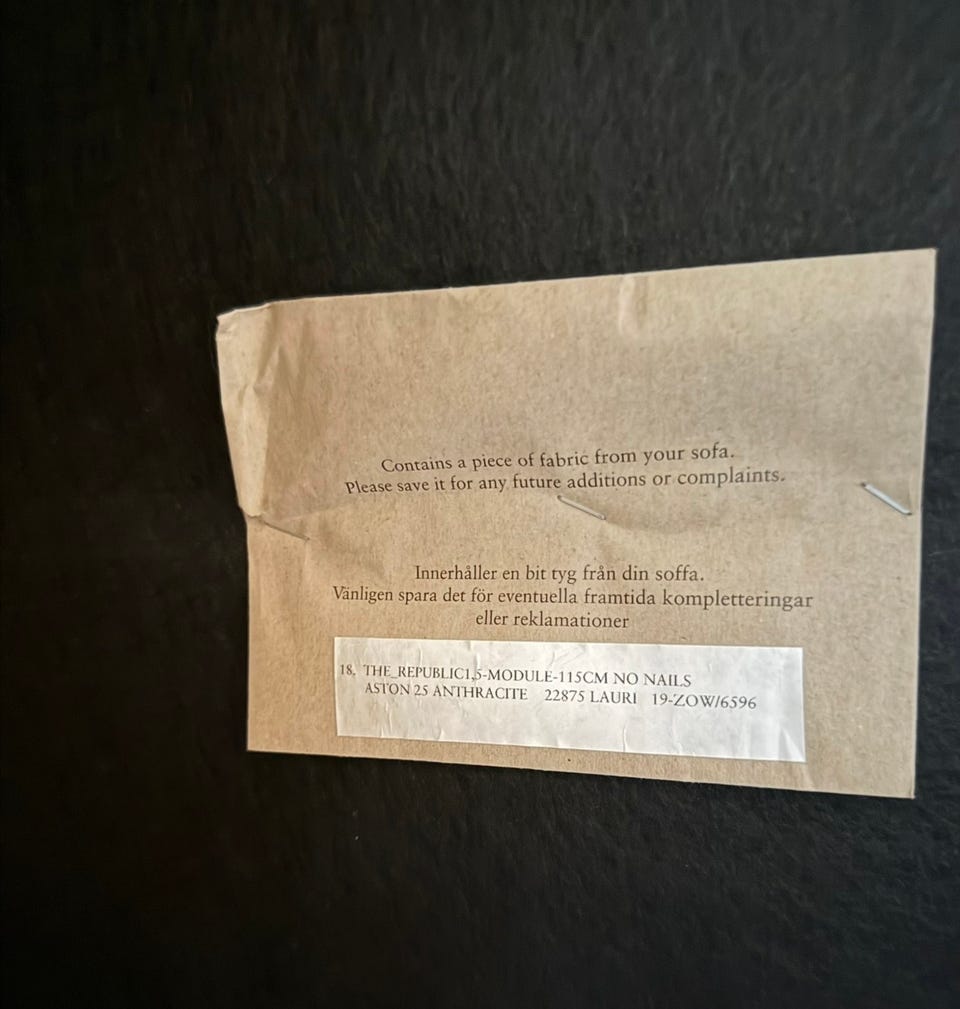 Contains a piece of fabric from your sofa.
Please save it for any future additions or complaints.
Innerhåller en bit tyg från din soffa.
Vänligen spara det för eventuella framtida kompletteringar
eller reklamationer
18. THE_REPUBLIC1,5-MODULE-115CM NO NAILS
ASTON 25 ANTHRACITE 22875 LAURI 19-ZOW/6596